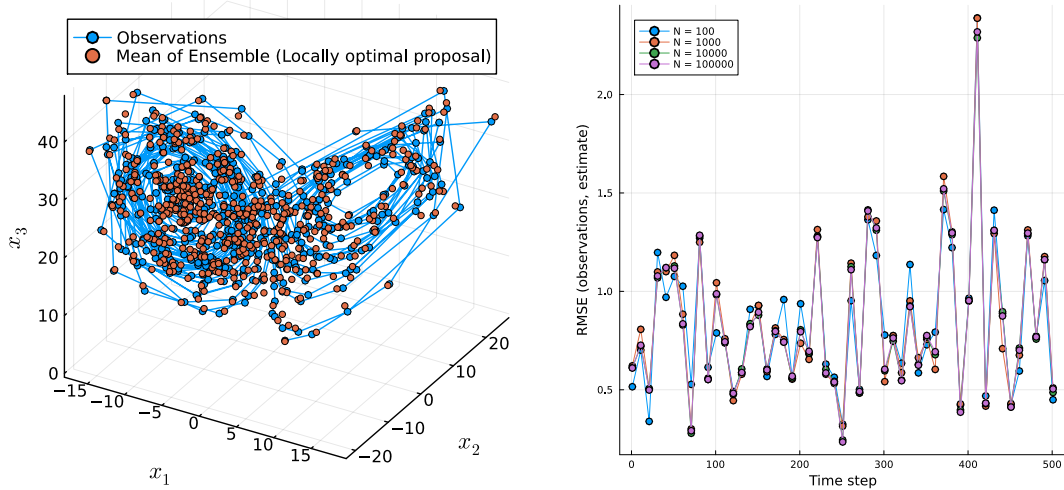 Observations
Mean of Ensemble (Locally optimal proposal)
40
30
20
10
0
x3
−15
−10
−5
0
5
10
15
x1
−20
−10
0
10
20
x2
N = 100
N = 1000
N = 10000
N = 100000
2.0
1.5
1.0
0.5
RMSE (observations, estimate)
0
100
200
300
400
500
Time step